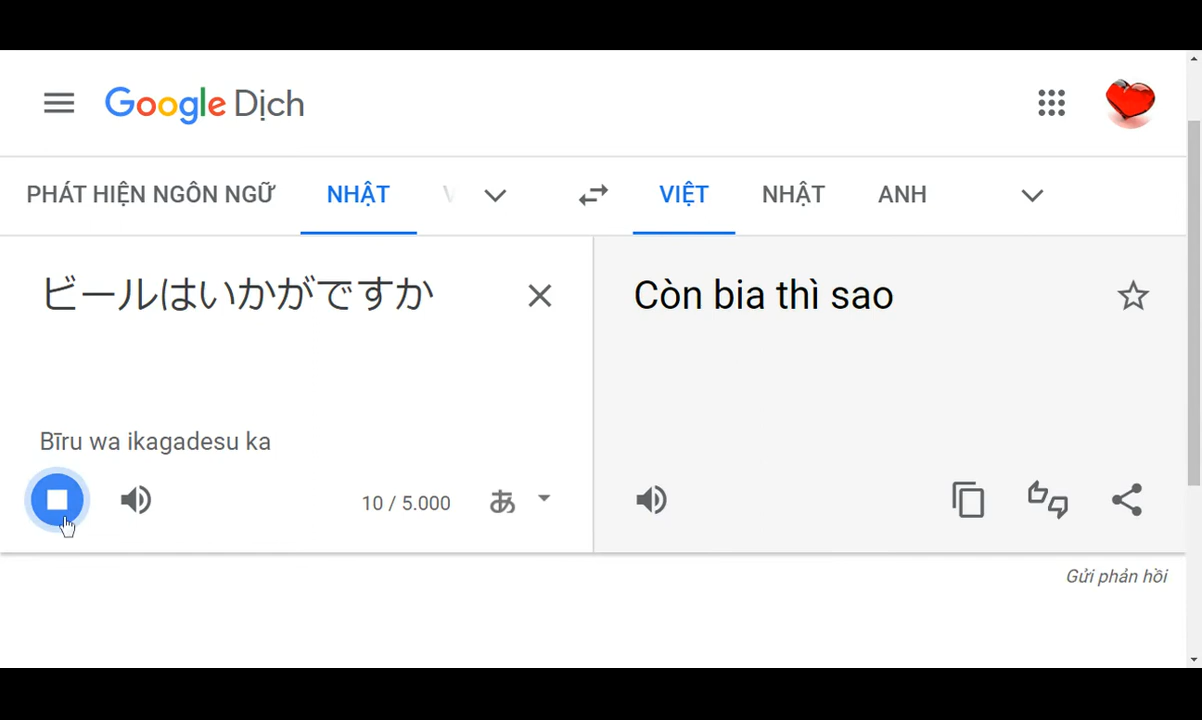 Google Dịch
PHÁT HIỆN NGÔN NGỮ NHẬT VIỆT NHẬT ANH
ビールはいかがですか
Còn bia thì sao
Bīru wa ikagadesu ka
10 / 5.000 あ
Gửi phản hồi